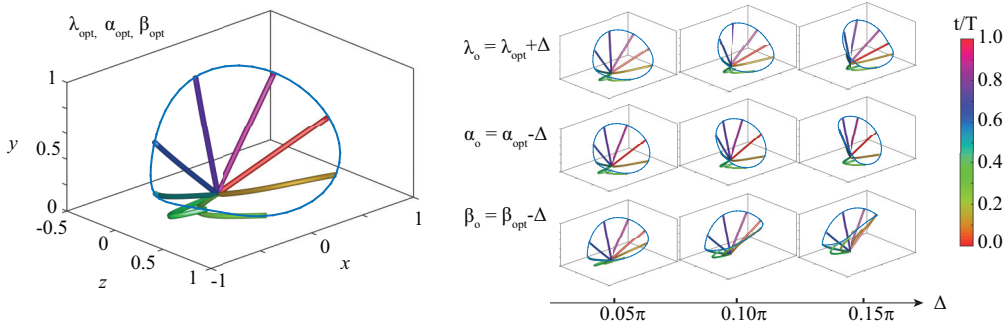 λopt, αopt, βopt
1
0.5
0
y
-0.5
0
0.5
1
z
-1
0
1
x
λo = λopt+Δ
αo = αopt-Δ
βo = βopt-Δ
0.05π 0.10π 0.15π Δ
t/T
1.0
0.8
0.6
0.4
0.2
0.0